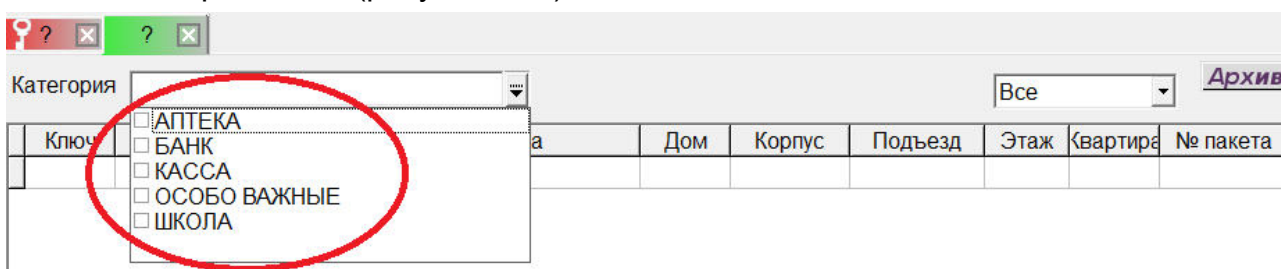 ? ?
Категория Все Архив
Ключ а Дом Корпус Подъезд Этаж Квартира № пакета
АПТЕКА
БАНК
КАССА
ОСОБО ВАЖНЫЕ
ШКОЛА